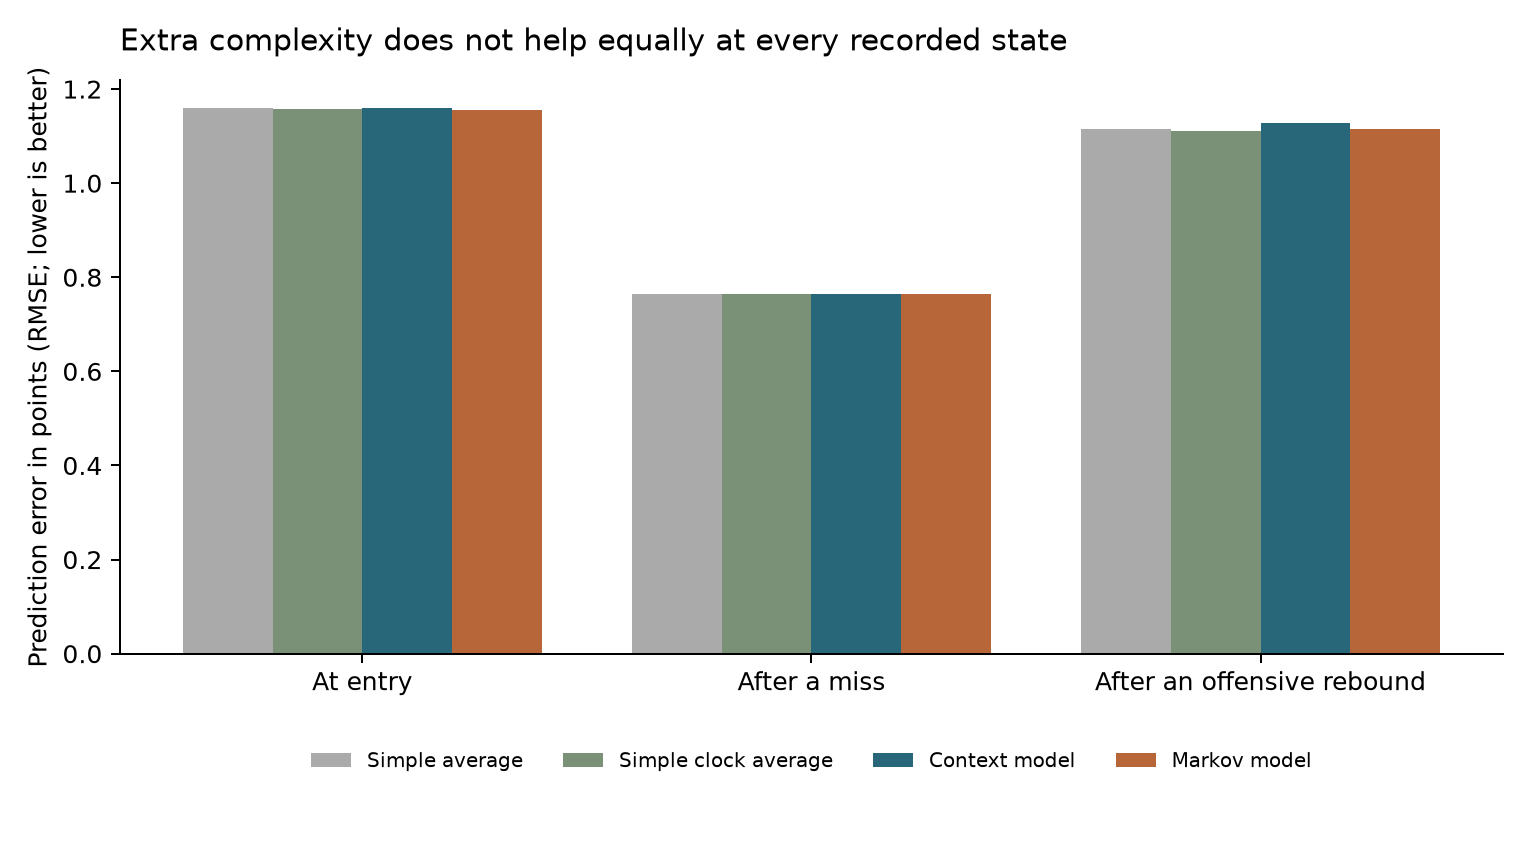 Extra complexity does not help equally at every recorded state
Prediction error in points (RMSE; lower is better)
1.2
1.0
0.8
0.6
0.4
0.2
0.0
At entry
After a miss
After an offensive rebound
Simple average
Simple clock average
Context model
Markov model